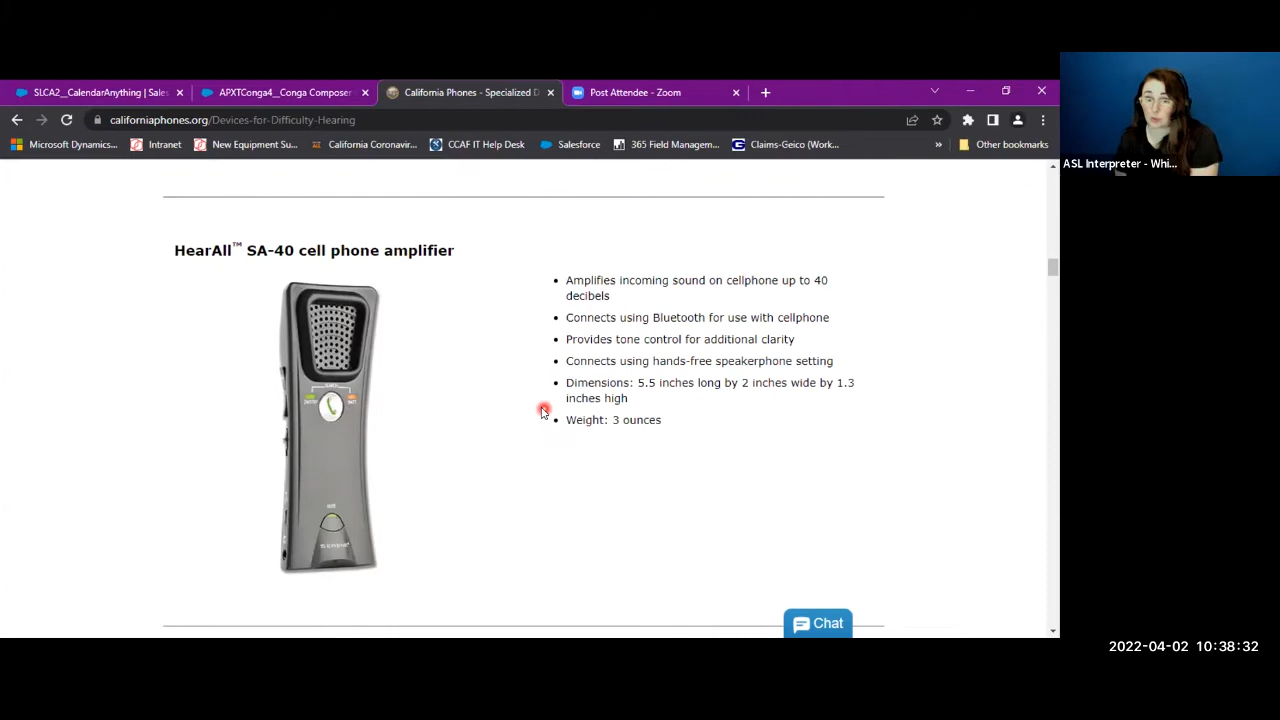 SLCA2__CalendarAnything | Sales
APXTConga4__Conga Composer
California Phones - Specialized D
Post Attendee - Zoom
californiaphones.org/Devices-for-Difficulty-Hearing
Microsoft Dynamics...
Intranet
New Equipment Su...
California Coronavir...
CCAF IT Help Desk
Salesforce
365 Field Managem...
Claims-Geico (Work...
»
Other bookmarks
ASL Interpreter - Whi...
HearAll™ SA-40 cell phone amplifier
• Amplifies incoming sound on cellphone up to 40
decibels
• Connects using Bluetooth for use with cellphone
• Provides tone control for additional clarity
• Connects using hands-free speakerphone setting
• Dimensions: 5.5 inches long by 2 inches wide by 1.3
inches high
• Weight: 3 ounces
Chat
2022-04-02 10:38:32